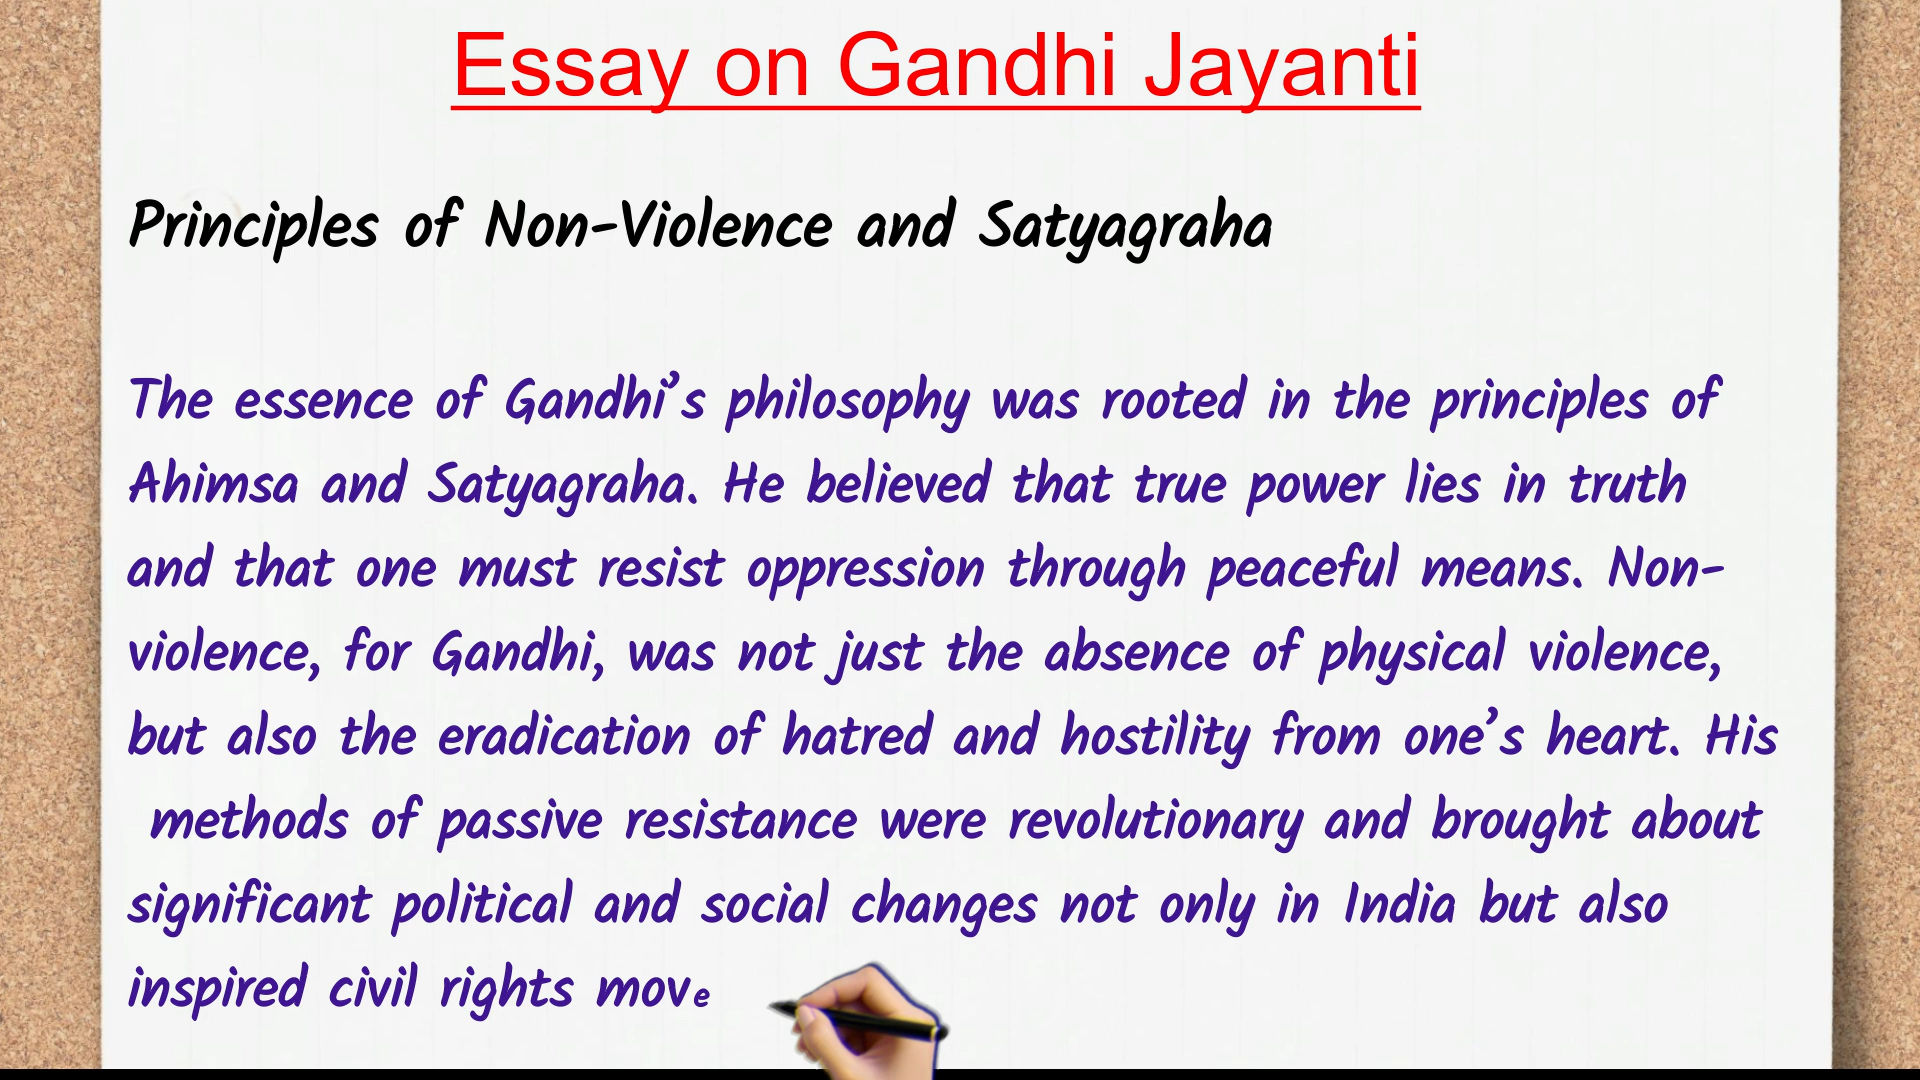 Essay on Gandhi Jayanti
Principles of Non-Violence and Satyagraha
The essence of Gandhi’s philosophy was rooted in the principles of
Ahimsa and Satyagraha. He believed that true power lies in truth
and that one must resist oppression through peaceful means. Non-
violence, for Gandhi, was not just the absence of physical violence,
but also the eradication of hatred and hostility from one’s heart. His
methods of passive resistance were revolutionary and brought about
significant political and social changes not only in India but also
inspired civil rights move